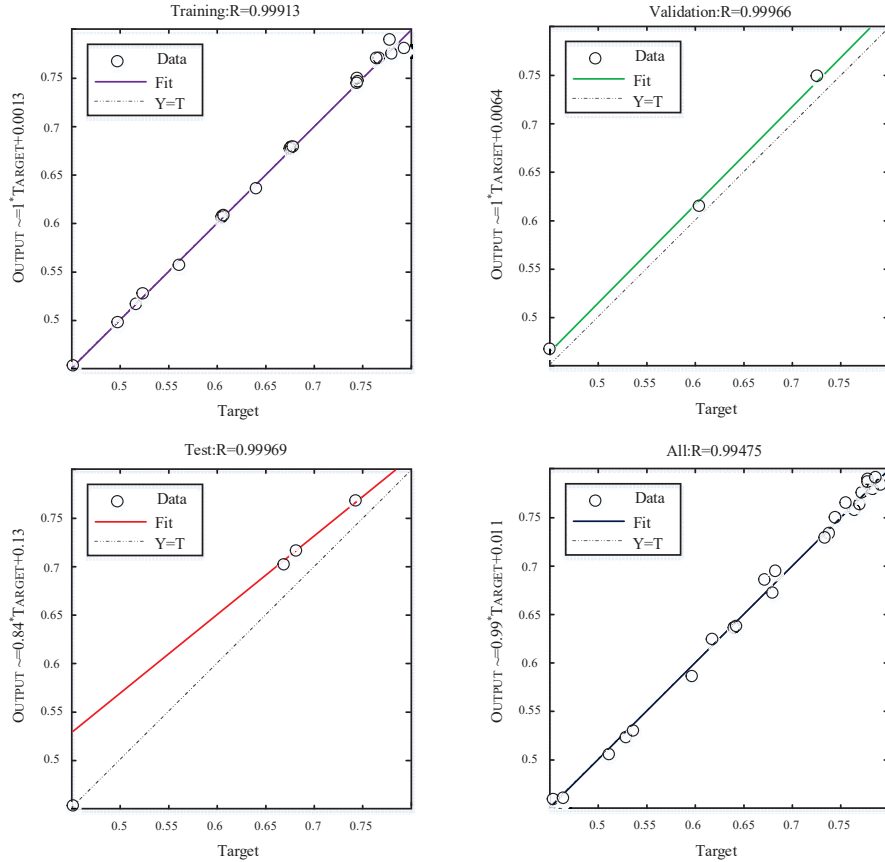 Training:R=0.99913
OUTPUT ~=1*TARGET+0.0013
Data
Fit
Y=T
0.75
0.7
0.65
0.6
0.55
0.5
0.5
0.55
0.6
0.65
0.7
0.75
Target
Validation:R=0.99966
OUTPUT ~=1*TARGET+0.0064
Data
Fit
Y=T
0.75
0.7
0.65
0.6
0.55
0.5
0.5
0.55
0.6
0.65
0.7
0.75
Target
Test:R=0.99969
OUTPUT ~=0.84*TARGET+0.13
Data
Fit
Y=T
0.75
0.7
0.65
0.6
0.55
0.5
0.5
0.55
0.6
0.65
0.7
0.75
Target
All:R=0.99475
OUTPUT ~=0.99*TARGET+0.011
Data
Fit
Y=T
0.75
0.7
0.65
0.6
0.55
0.5
0.5
0.55
0.6
0.65
0.7
0.75
Target